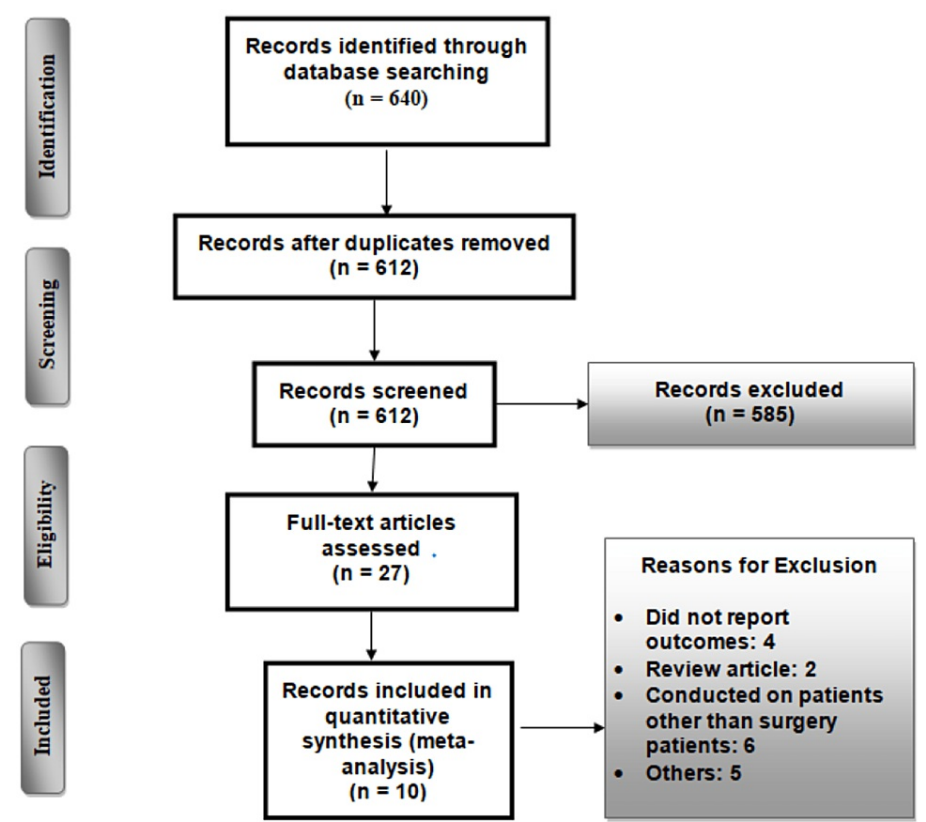 Identification
Records identified through
database searching
(n = 640)
Records after duplicates removed
(n = 612)
Screening
Records screened
(n = 612)
Records excluded
(n = 585)
Eligibility
Full-text articles
assessed .
(n = 27)
Included
Records included in
quantitative
synthesis (meta-
analysis)
(n = 10)
Reasons for Exclusion
• Did not report
outcomes: 4
• Review article: 2
• Conducted on patients
other than surgery
patients: 6
• Others: 5